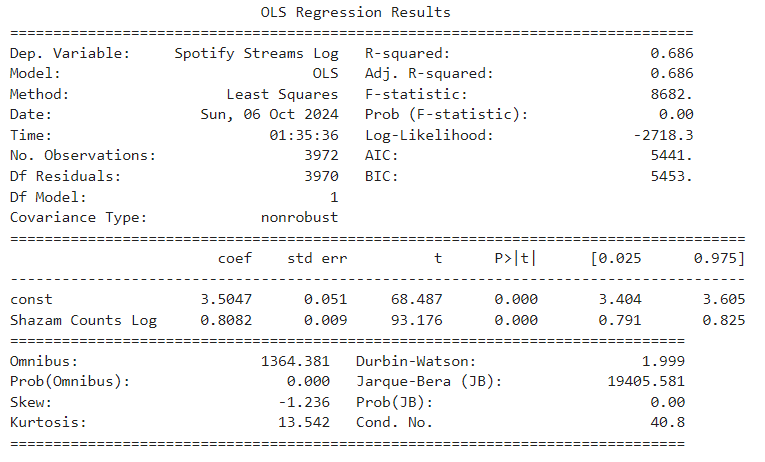 OLS Regression Results
==============================================================================
Dep. Variable: Spotify Streams Log R-squared: 0.686
Model: OLS Adj. R-squared: 0.686
Method: Least Squares F-statistic: 8682.
Date: Sun, 06 Oct 2024 Prob (F-statistic): 0.00
Time: 01:35:36 Log-Likelihood: -2718.3
No. Observations: 3972 AIC: 5441.
Df Residuals: 3970 BIC: 5453.
Df Model: 1
Covariance Type: nonrobust
=====================================================================================
coef std err t P>|t| [0.025 0.975]
-------------------------------------------------------------------------------------
const 3.5047 0.051 68.487 0.000 3.404 3.605
Shazam Counts Log 0.8082 0.009 93.176 0.000 0.791 0.825
==============================================================================
Omnibus: 1364.381 Durbin-Watson: 1.999
Prob(Omnibus): 0.000 Jarque-Bera (JB): 19405.581
Skew: -1.236 Prob(JB): 0.00
Kurtosis: 13.542 Cond. No. 40.8
==============================================================================